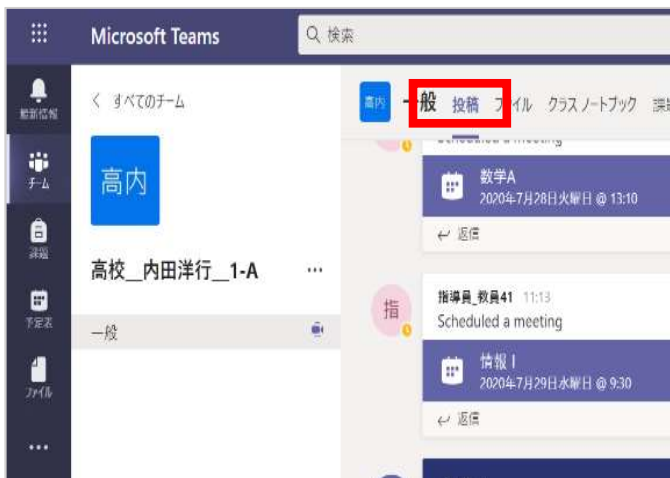 Microsoft Teams
検索
最新情報
チーム
課題
予定表
ファイル
すべてのチーム
高内
高校__内田洋行__1-A
...
一般
高内
一般 投稿 ファイル クラス ノートブック 課題
Scheduled a meeting
数学A
2020年7月28日火曜日 @ 13:10
返信
指
指導員_教員41 11:13
Scheduled a meeting
情報 I
2020年7月29日水曜日 @ 9:30
返信